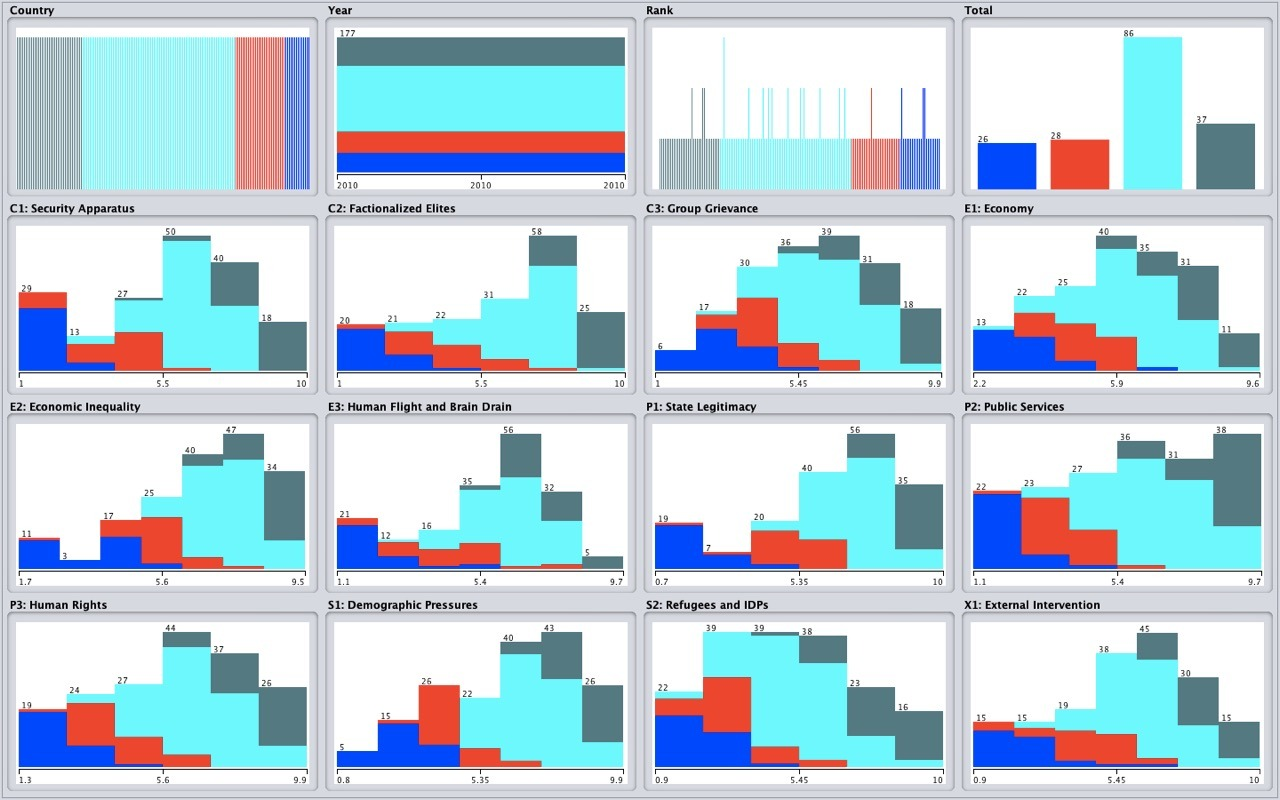 Country
Year
Rank
Total
177
2010 2010 2010
26 28 86 37
C1: Security Apparatus
C2: Factionalized Elites
C3: Group Grievance
E1: Economy
29 13 27 50 40 18
1 5.5 10
20 21 22 31 58 25
1 5.5 10
6 17 30 36 39 31 18
1 5.45 9.9
13 22 25 40 35 31 11
2.2 5.9 9.6
E2: Economic Inequality
E3: Human Flight and Brain Drain
P1: State Legitimacy
P2: Public Services
11 3 17 25 40 47 34
1.7 5.6 9.5
21 12 16 35 56 32 5
1.1 5.4 9.7
19 7 20 40 56 35
0.7 5.35 10
22 23 27 36 31 38
1.1 5.4 9.7
P3: Human Rights
S1: Demographic Pressures
S2: Refugees and IDPs
X1: External Intervention
19 24 27 44 37 26
1.3 5.6 9.9
5 15 26 22 40 43 26
0.8 5.35 9.9
22 39 39 38 23 16
0.9 5.45 10
15 15 19 38 45 30 15
0.9 5.45 10